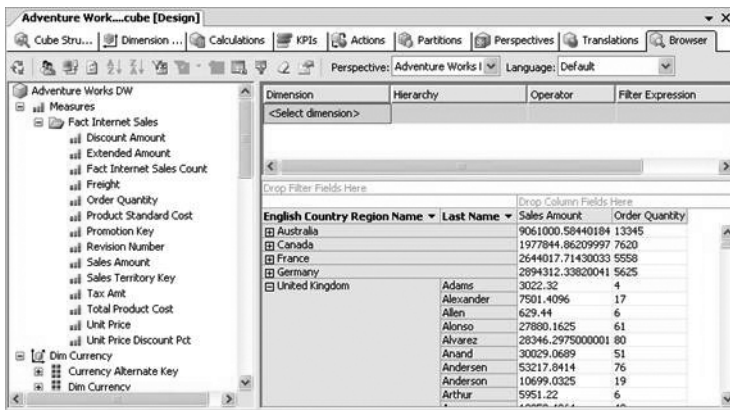 Adventure Work....cube [Design]
Cube Stru... Dimension ... Calculations KPIs Actions Partitions Perspectives Translations Browser
Perspective: Adventure Works I Language: Default
Adventure Works DW
Measures
Fact Internet Sales
Discount Amount
Extended Amount
Fact Internet Sales Count
Freight
Order Quantity
Product Standard Cost
Promotion Key
Revision Number
Sales Amount
Sales Territory Key
Tax Amt
Total Product Cost
Unit Price
Unit Price Discount Pct
Dim Currency
Currency Alternate Key
Dim Currency
Dimension Hierarchy Operator Filter Expression
<Select dimension>
Drop Filter Fields Here
Drop Column Fields Here
English Country Region Name Last Name Sales Amount Order Quantity
Australia 9061000.58440184 13345
Canada 1977844.86209997 7620
France 2644017.71430033 5558
Germany 2894312.33820041 5625
United Kingdom Adams 3022.32 4
Alexander 7501.4096 17
Allen 629.44 6
Alonso 27880.1625 61
Alvarez 28346.2975000001 80
Anand 30029.0689 51
Andersen 53217.8414 76
Anderson 10699.0325 19
Arthur 5951.22 6